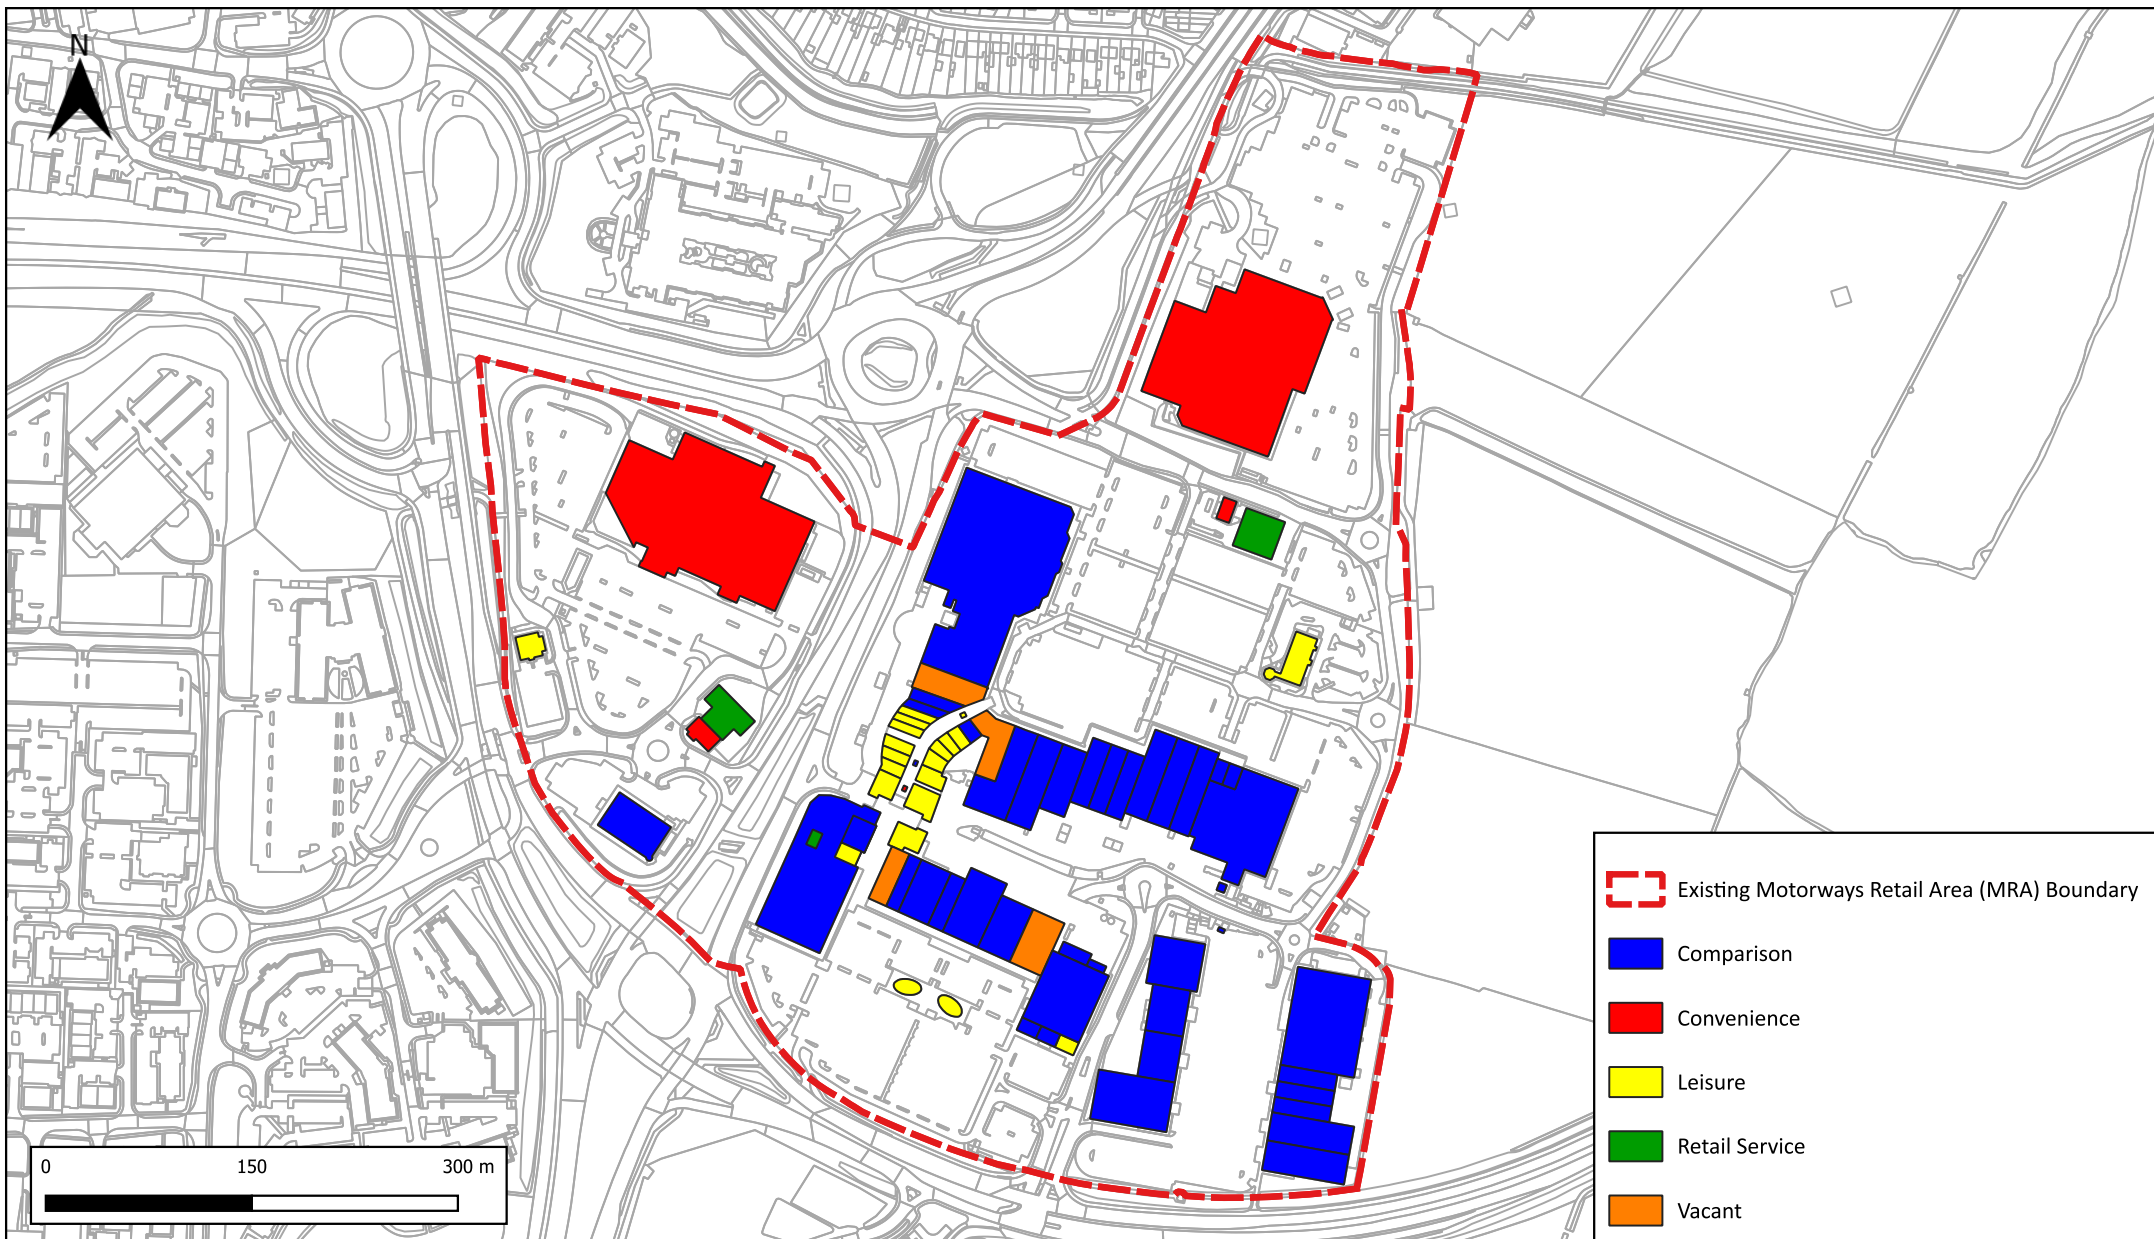 N
Existing Motorways Retail Area (MRA) Boundary
Comparison
Convenience
Leisure
Retail Service
Vacant
0 150 300 m